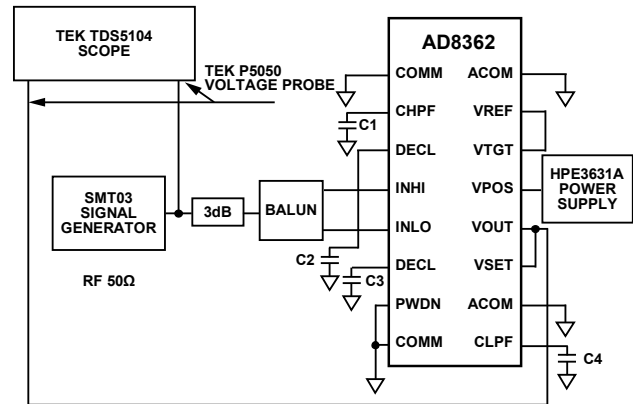 TEK TDS5104
SCOPE
TEK P5050
VOLTAGE PROBE
SMT03
SIGNAL
GENERATOR
RF 50Ω
3dB
BALUN
C1
C2
C3
AD8362
COMM ACOM
CHPF VREF
DECL VTGT
INHI VPOS
INLO VOUT
DECL VSET
PWDN ACOM
COMM CLPF
HPE3631A
POWER
SUPPLY
C4